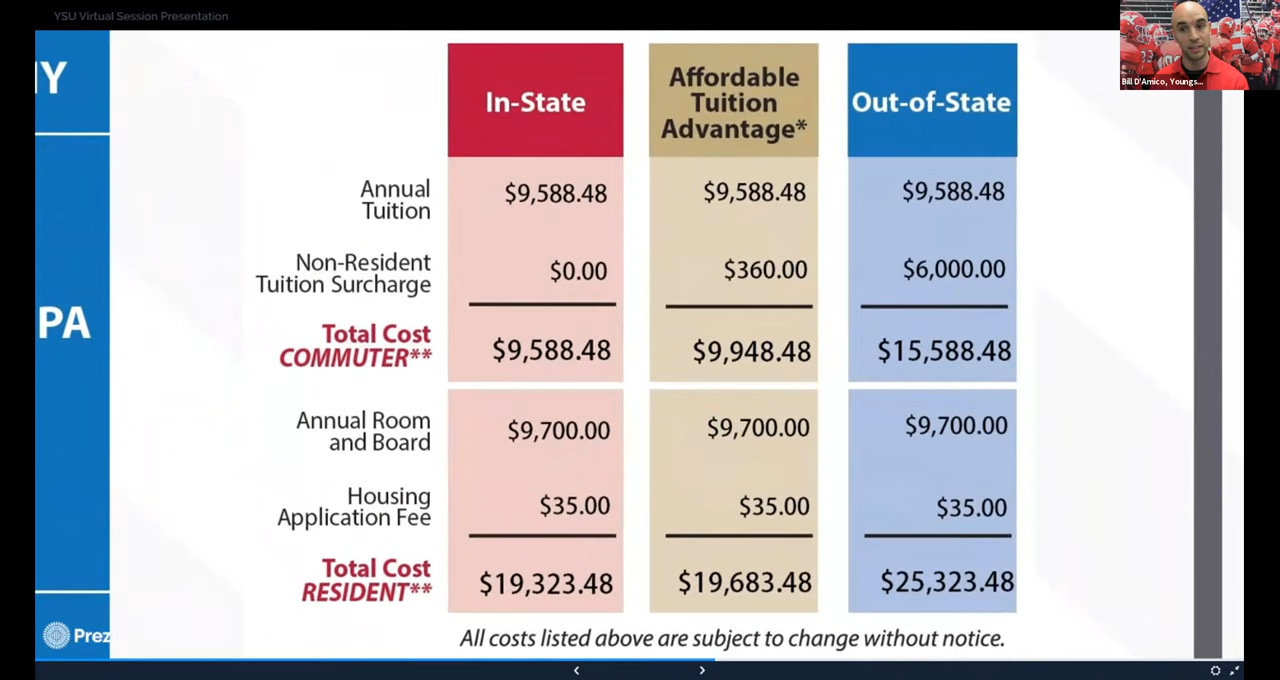 YSU Virtual Session Presentation
Bill D'Amico, Youngs...
IY
PA
In-State
Affordable
Tuition
Advantage*
Out-of-State
Annual
Tuition
$9,588.48
$9,588.48
$9,588.48
Non-Resident
Tuition Surcharge
$0.00
$360.00
$6,000.00
Total Cost
COMMUTER**
$9,588.48
$9,948.48
$15,588.48
Annual Room
and Board
$9,700.00
$9,700.00
$9,700.00
Housing
Application Fee
$35.00
$35.00
$35.00
Total Cost
RESIDENT**
$19,323.48
$19,683.48
$25,323.48
All costs listed above are subject to change without notice.
Prez